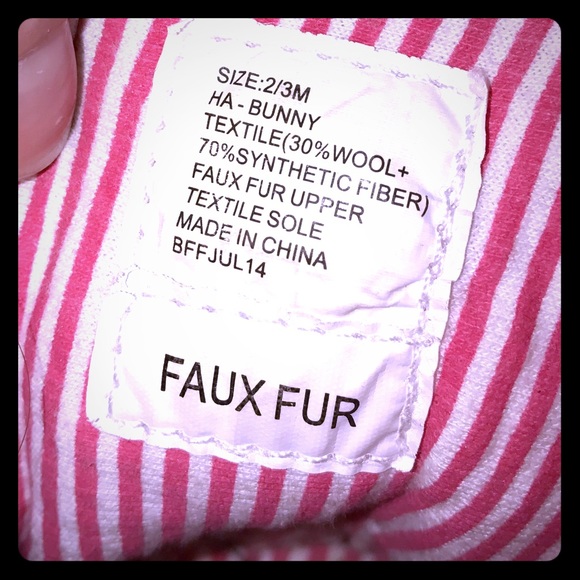 SIZE:2/3M
HA - BUNNY
TEXTILE(30%WOOL+
70%SYNTHETIC FIBER)
FAUX FUR UPPER
TEXTILE SOLE
MADE IN CHINA
BFFJUL14
FAUX FUR